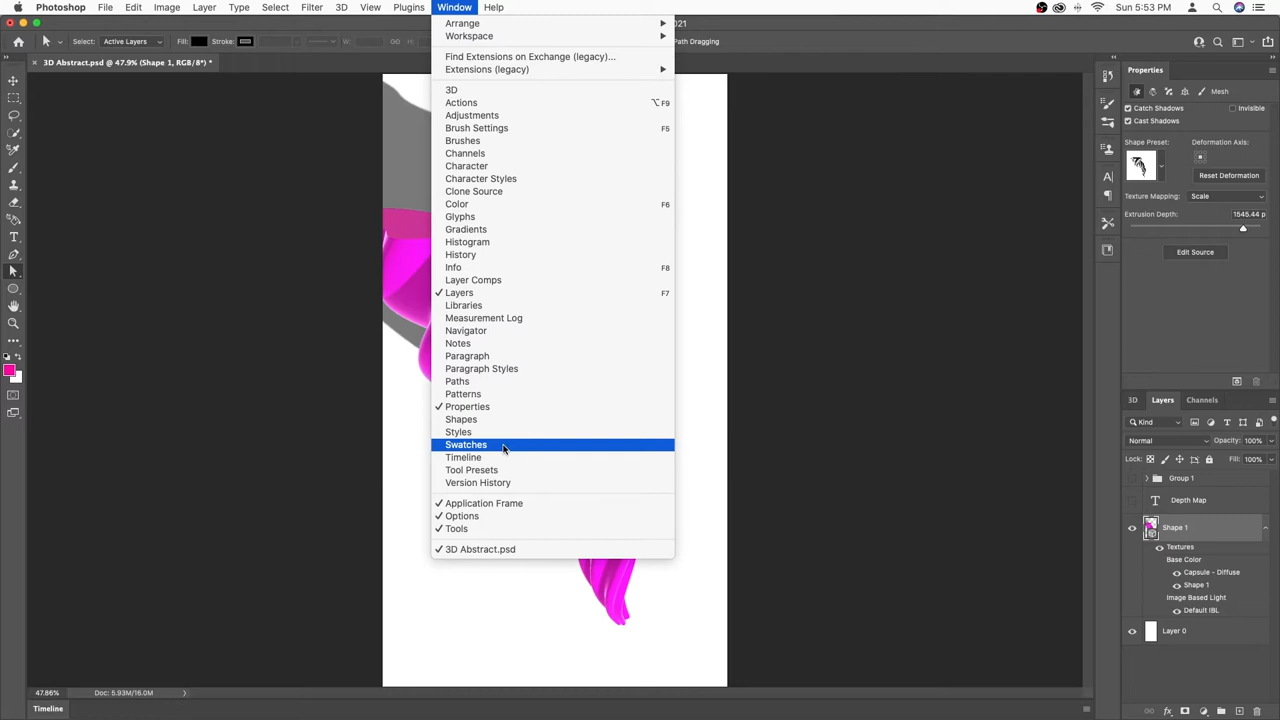 Photoshop File Edit Image Layer Type Select Filter 3D View Plugins Window Help Sun 5:53 PM
Select: Active Layers Fill: Stroke: W: H: Path Dragging
3D Abstract.psd @ 47.9% (Shape 1, RGB/8*) *
021
Arrange
Workspace
Find Extensions on Exchange (legacy)...
Extensions (legacy)
3D
Actions ⌥F9
Adjustments
Brush Settings F5
Brushes
Channels
Character
Character Styles
Clone Source
Color F6
Glyphs
Gradients
Histogram
History
Info F8
Layer Comps
Layers F7
Libraries
Measurement Log
Navigator
Notes
Paragraph
Paragraph Styles
Paths
Patterns
Properties
Shapes
Styles
Swatches
Timeline
Tool Presets
Version History
Application Frame
Options
Tools
3D Abstract.psd
Properties
Mesh
Catch Shadows Invisible
Cast Shadows
Shape Preset: Deformation Axis:
Reset Deformation
Texture Mapping: Scale
Extrusion Depth: 1545.44 p
Edit Source
3D Layers Channels
Kind
Normal Opacity: 100%
Lock: Fill: 100%
Group 1
Depth Map
Shape 1
Textures
Base Color
Capsule - Diffuse
Shape 1
Image Based Light
Default IBL
Layer 0
47.86% Doc: 5.93M/16.0M
Timeline